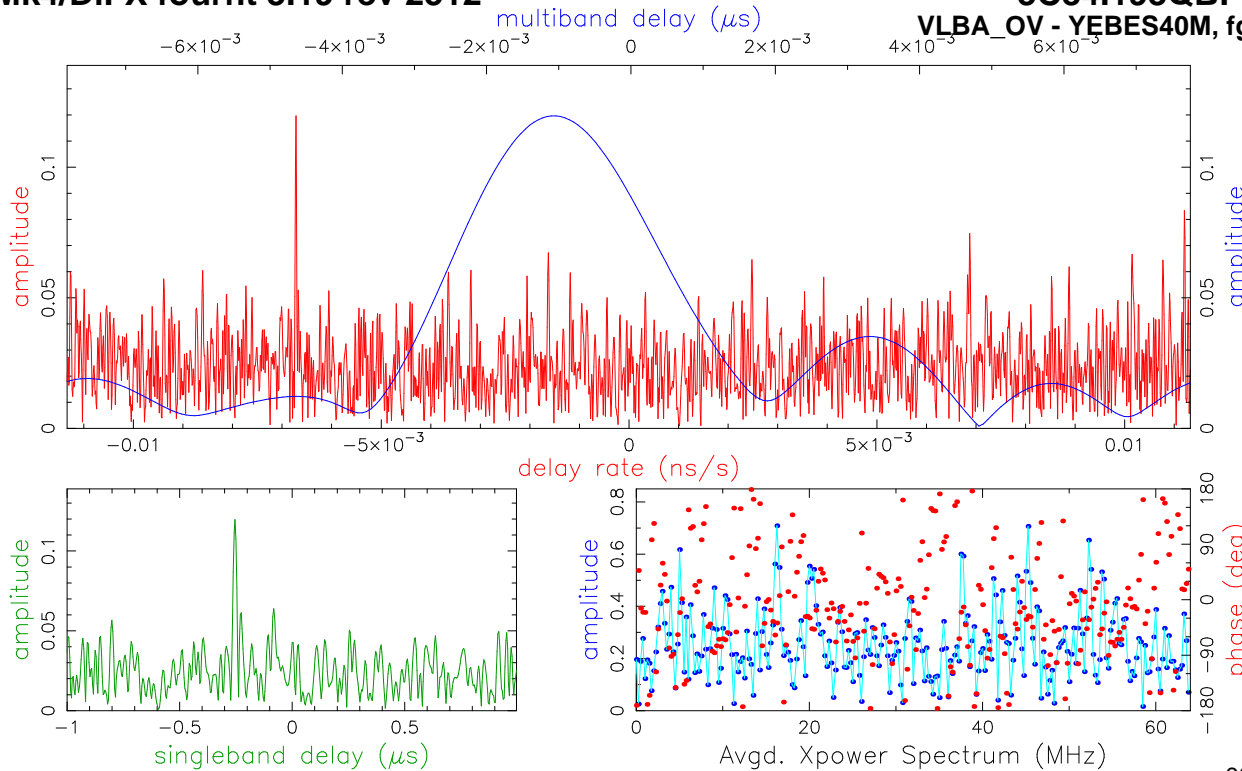 multiband delay (μs)
VLBA_OV - YEBES40M, fg
−6×10⁻³ −4×10⁻³ −2×10⁻³ 0 2×10⁻³ 4×10⁻³ 6×10⁻³
amplitude
0 0.05 0.1
0 0.05 0.1
amplitude
−0.01 −5×10⁻³ 0 5×10⁻³ 0.01
delay rate (ns/s)
amplitude
0 0.05 0.1
−1 −0.5 0 0.5
singleband delay (μs)
amplitude
0 0.2 0.4 0.6 0.8
−180 −90 0 90 180
phase (deg)
0 20 40 60
Avgd. Xpower Spectrum (MHz)